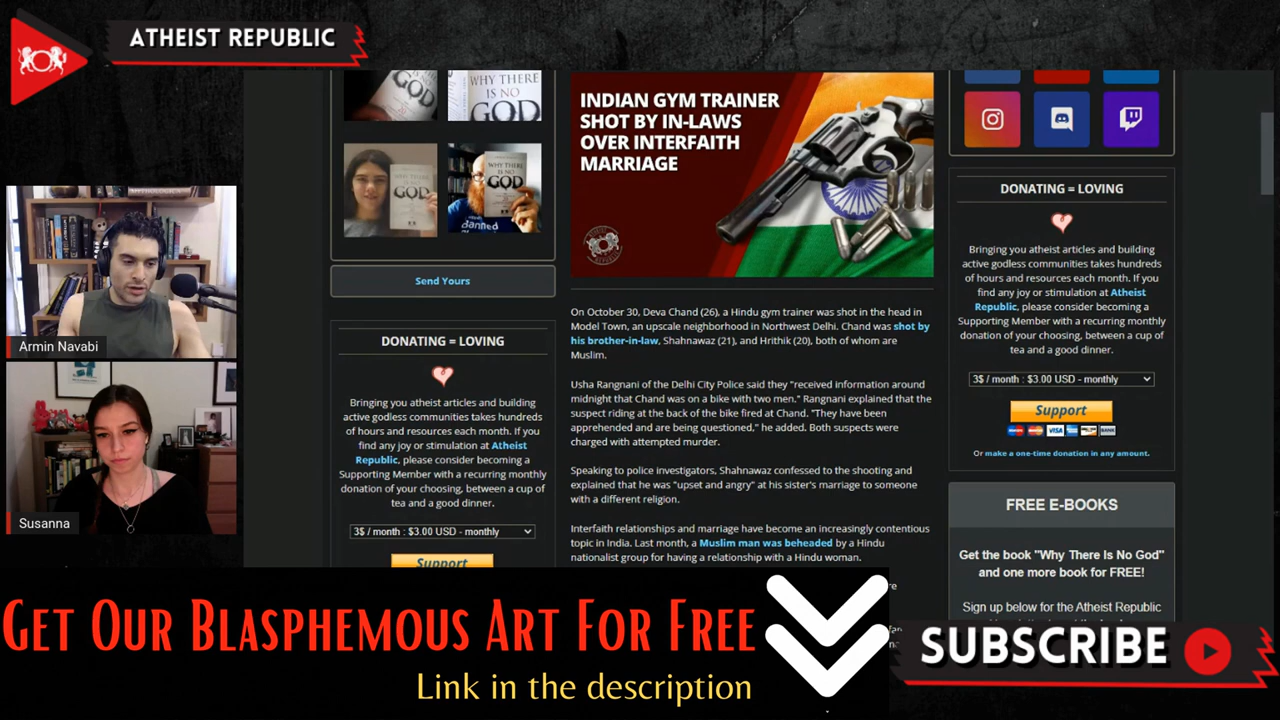 ATHEIST REPUBLIC
WHY THERE
IS NO
GOD
WHY THERE
IS NO
GOD
WHY THERE
IS NO
GOD
Banned
Send Yours
DONATING = LOVING
Bringing you atheist articles and building
active godless communities takes hundreds
of hours and resources each month. If you
find any joy or stimulation at Atheist
Republic, please consider becoming a
Supporting Member with a recurring monthly
donation of your choosing, between a cup of
tea and a good dinner.
3$ / month : $3.00 USD - monthly
Support
INDIAN GYM TRAINER
SHOT BY IN-LAWS
OVER INTERFAITH
MARRIAGE
On October 30, Deva Chand (26), a Hindu gym trainer was shot in the head in
Model Town, an upscale neighborhood in Northwest Delhi. Chand was shot by
his brother-in-law, Shahnawaz (21), and Hrithik (20), both of whom are
Muslim.
Usha Rangnani of the Delhi City Police said they "received information around
midnight that Chand was on a bike with two men." Rangnani explained that the
suspect riding at the back of the bike fired at Chand. "They have been
apprehended and are being questioned," he added. Both suspects were
charged with attempted murder.
Speaking to police investigators, Shahnawaz confessed to the shooting and
explained that he was "upset and angry" at his sister's marriage to someone
with a different religion.
Interfaith relationships and marriage have become an increasingly contentious
topic in India. Last month, a Muslim man was beheaded by a Hindu
nationalist group for having a relationship with a Hindu woman.
DONATING = LOVING
Bringing you atheist articles and building
active godless communities takes hundreds
of hours and resources each month. If you
find any joy or stimulation at Atheist
Republic, please consider becoming a
Supporting Member with a recurring monthly
donation of your choosing, between a cup of
tea and a good dinner.
3$ / month : $3.00 USD - monthly
Support
VISA
BANK
Or make a one-time donation in any amount.
FREE E-BOOKS
Get the book "Why There Is No God"
and one more book for FREE!
Sign up below for the Atheist Republic
Armin Navabi
Susanna
GET OUR BLASPHEMOUS ART FOR FREE
Link in the description
SUBSCRIBE